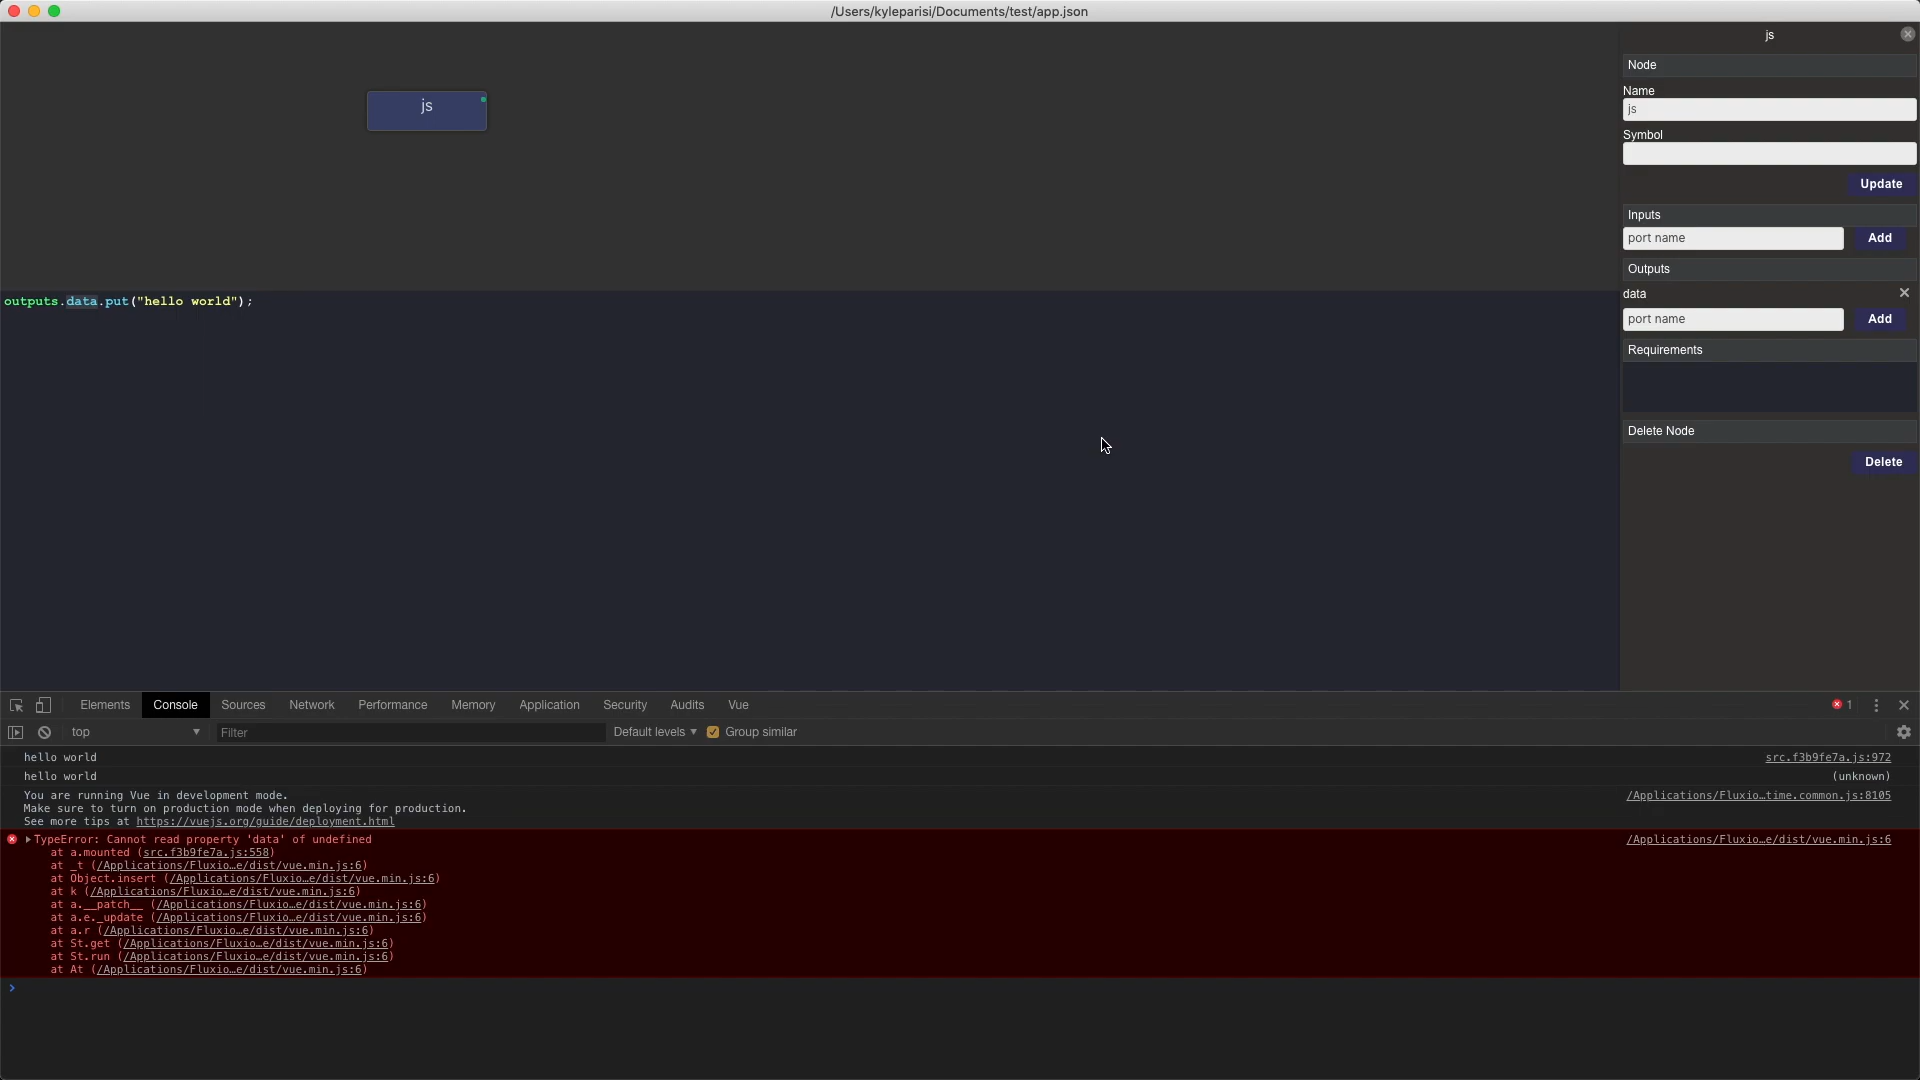 /Users/kyleparisi/Documents/test/app.json
js
js
Node
Name
js
Symbol
Update
Inputs
port name
Add
Outputs
data
port name
Add
Requirements
Delete Node
Delete
outputs.data.put("hello world");
Elements Console Sources Network Performance Memory Application Security Audits Vue
1
top
Filter
Default levels
Group similar
hello world src.f3b9fe7a.js:972
hello world (unknown)
You are running Vue in development mode. /Applications/Fluxio…time.common.js:8105
Make sure to turn on production mode when deploying for production.
See more tips at https://vuejs.org/guide/deployment.html
TypeError: Cannot read property 'data' of undefined /Applications/Fluxio…e/dist/vue.min.js:6
at a.mounted (src.f3b9fe7a.js:558)
at _t (/Applications/Fluxio…e/dist/vue.min.js:6)
at Object.insert (/Applications/Fluxio…e/dist/vue.min.js:6)
at k (/Applications/Fluxio…e/dist/vue.min.js:6)
at a.__patch__ (/Applications/Fluxio…e/dist/vue.min.js:6)
at a.e._update (/Applications/Fluxio…e/dist/vue.min.js:6)
at a.r (/Applications/Fluxio…e/dist/vue.min.js:6)
at St.get (/Applications/Fluxio…e/dist/vue.min.js:6)
at St.run (/Applications/Fluxio…e/dist/vue.min.js:6)
at At (/Applications/Fluxio…e/dist/vue.min.js:6)